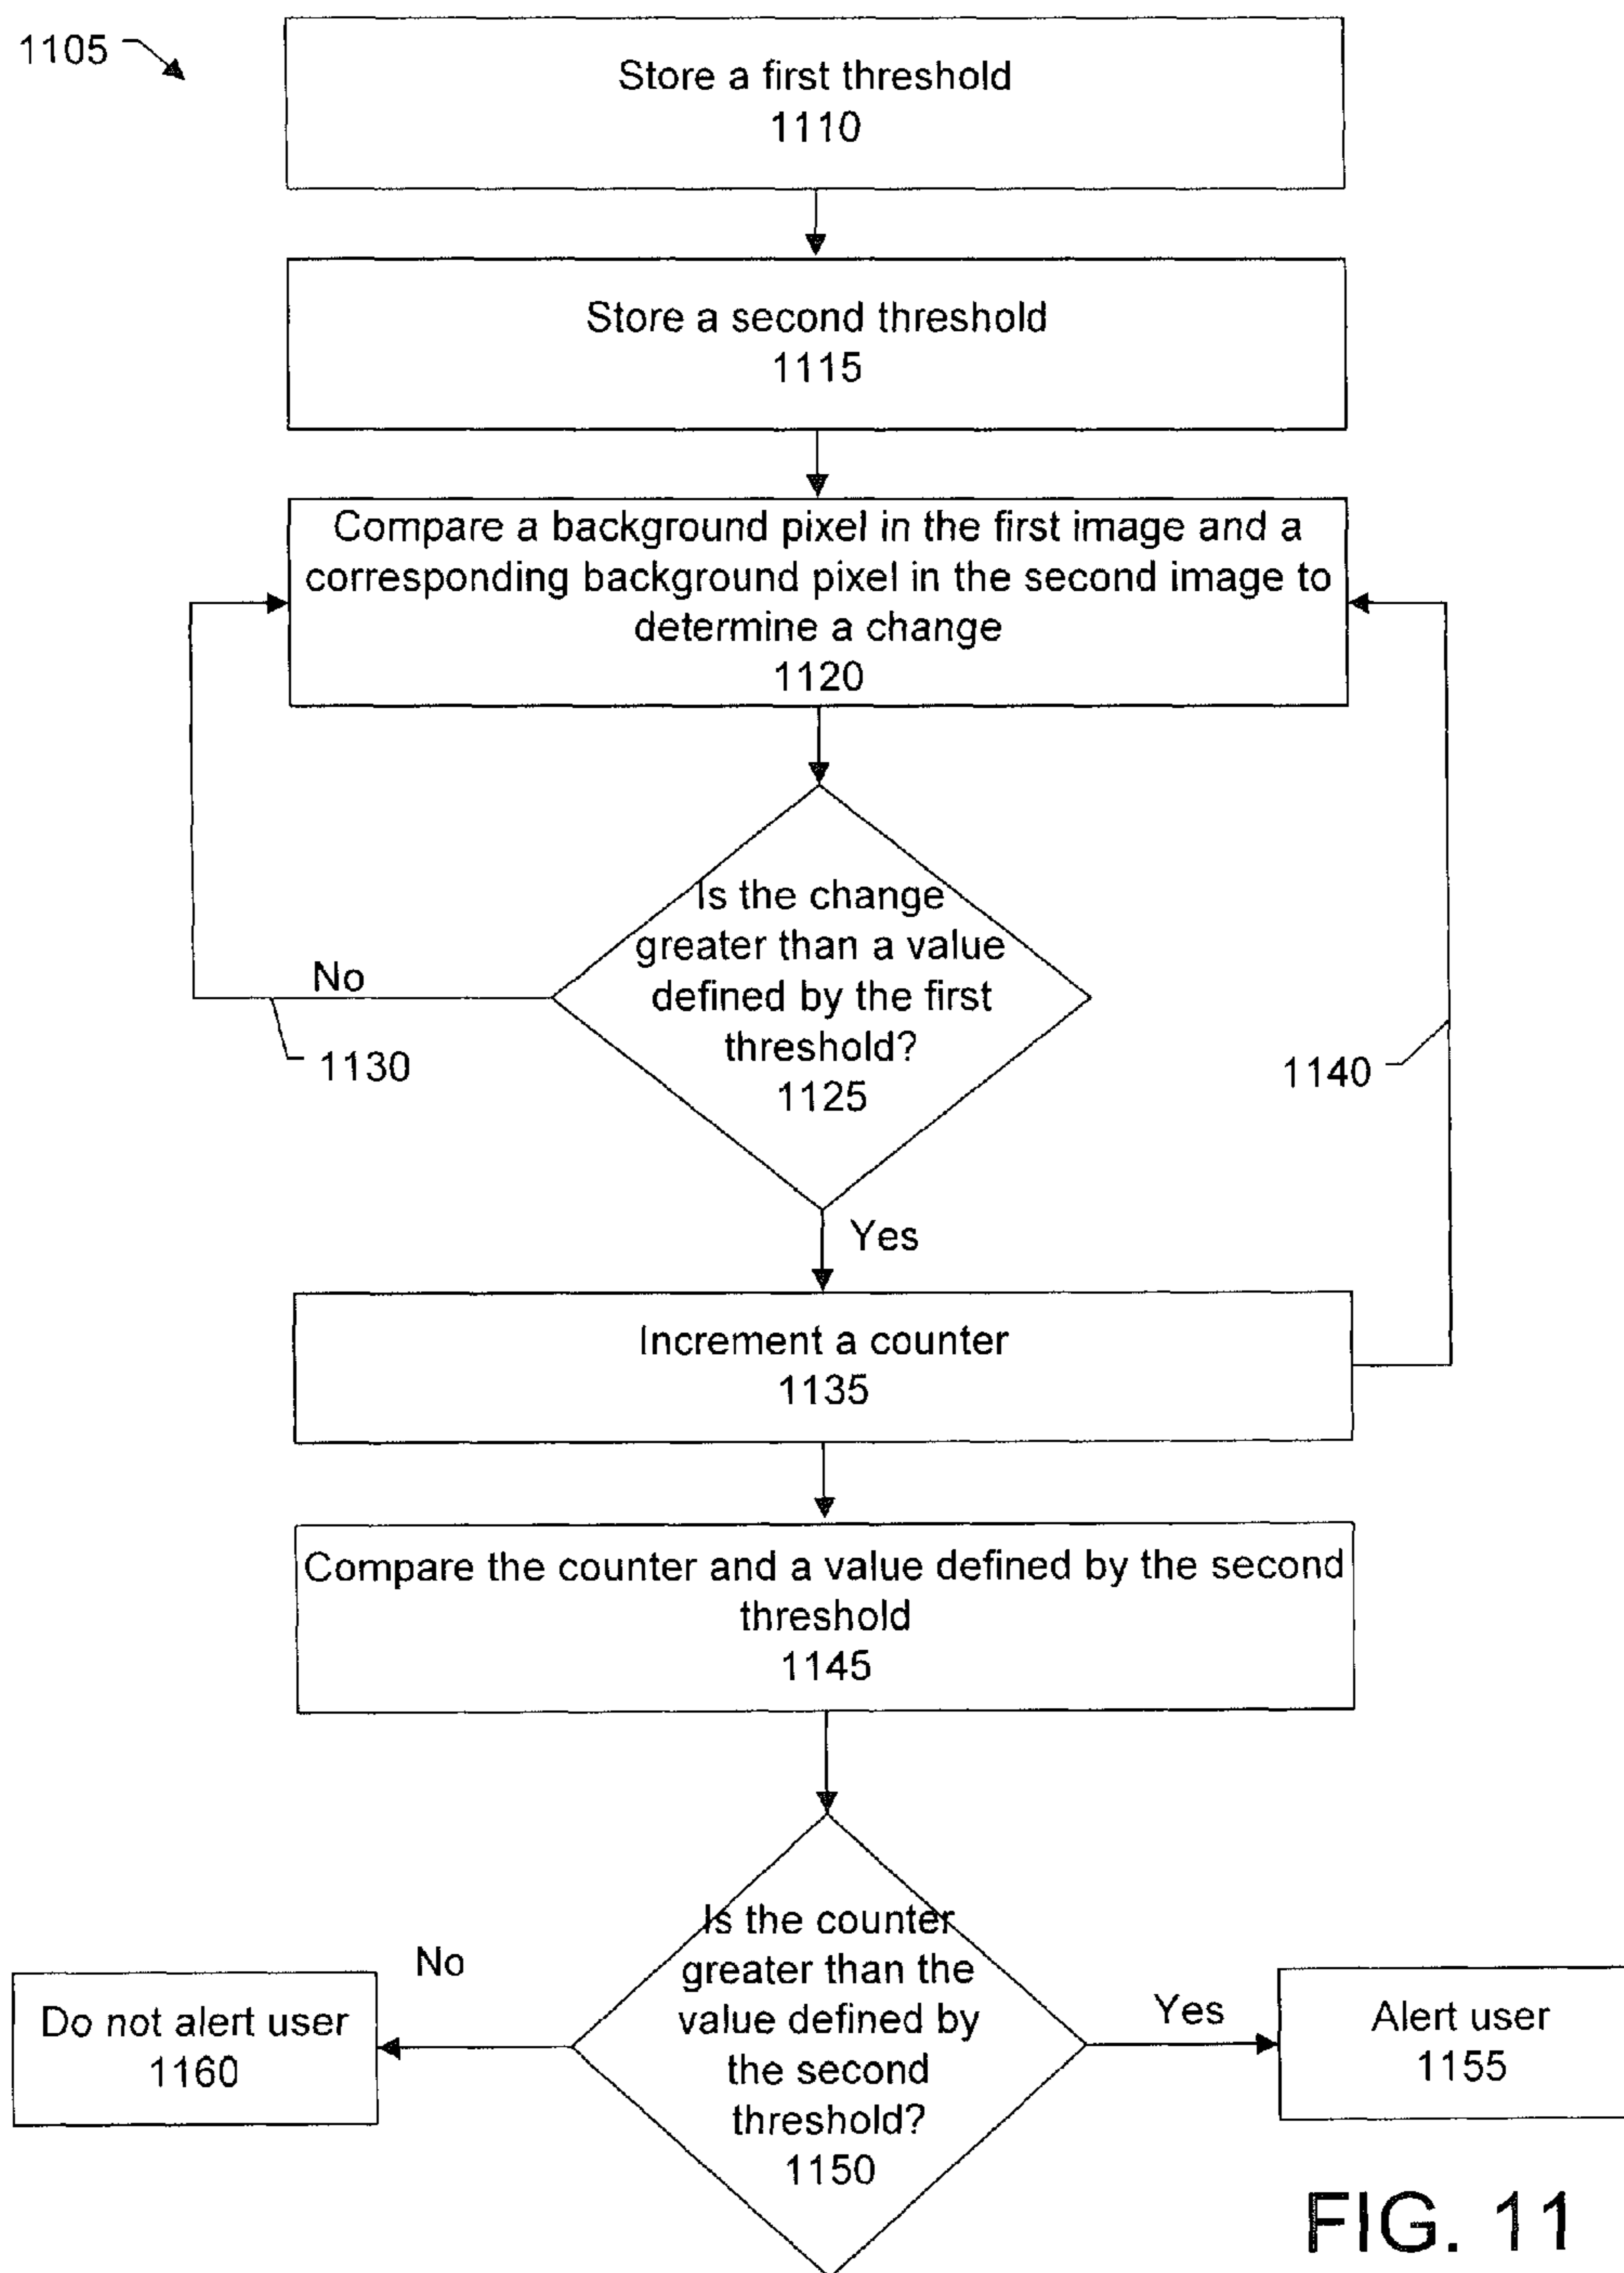 1105
Store a first threshold
1110
Store a second threshold
1115
Compare a background pixel in the first image and a
corresponding background pixel in the second image to
determine a change
1120
Is the change
greater than a value
defined by the first
threshold?
1125
No
1130
1140
Yes
Increment a counter
1135
Compare the counter and a value defined by the second
threshold
1145
Is the counter
greater than the
value defined by
the second
threshold?
1150
No
Do not alert user
1160
Yes
Alert user
1155
FIG. 11